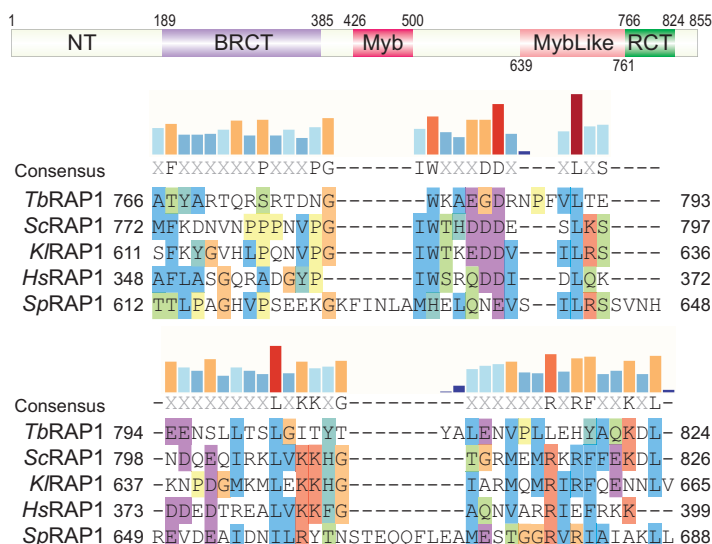 1 189 385 426 500 766 824 855
NT BRCT Myb MybLike RCT
639 761
Consensus XFXXXXXXPXXXPG------IWXXXDDX---XLXS----
TbRAP1 766 ATYARTQRSRTDNG-------WKAEGDRNPFVLTE---- 793
ScRAP1 772 MFKDNVNPPPNVPG------IWTHDDDE---SLKS---- 797
KlRAP1 611 SFKYGVHLPQNVPG------IWTKEDDV---ILRS---- 636
HsRAP1 348 AFLASGQRADGYP-------IWSRQDDI---DLQK---- 372
SpRAP1 612 TTLPAGHVPSEEKGKFINLAMHELQNEVS--ILRSSVNH 648
Consensus -XXXXXXXXLXKKXG---------XXXXXXRXRFXXKXL-
TbRAP1 794 -EENSLLTSLGITYT-------YALENVPLLEHYAQKDL- 824
ScRAP1 798 -NDQEQIRKLVKKHG---------TGRMEMRKRFFEKDL- 826
KlRAP1 637 -KNPDGMKMLEKKHG---------IARMQMRIRFQENNLV 665
HsRAP1 373 -DDEDTREALVKKFG---------AQNVARRIEFRKK--- 399
SpRAP1 649 REVDEAIDNILRYTNSTEQQFLEAMESTGGRVRIAIAKLL 688